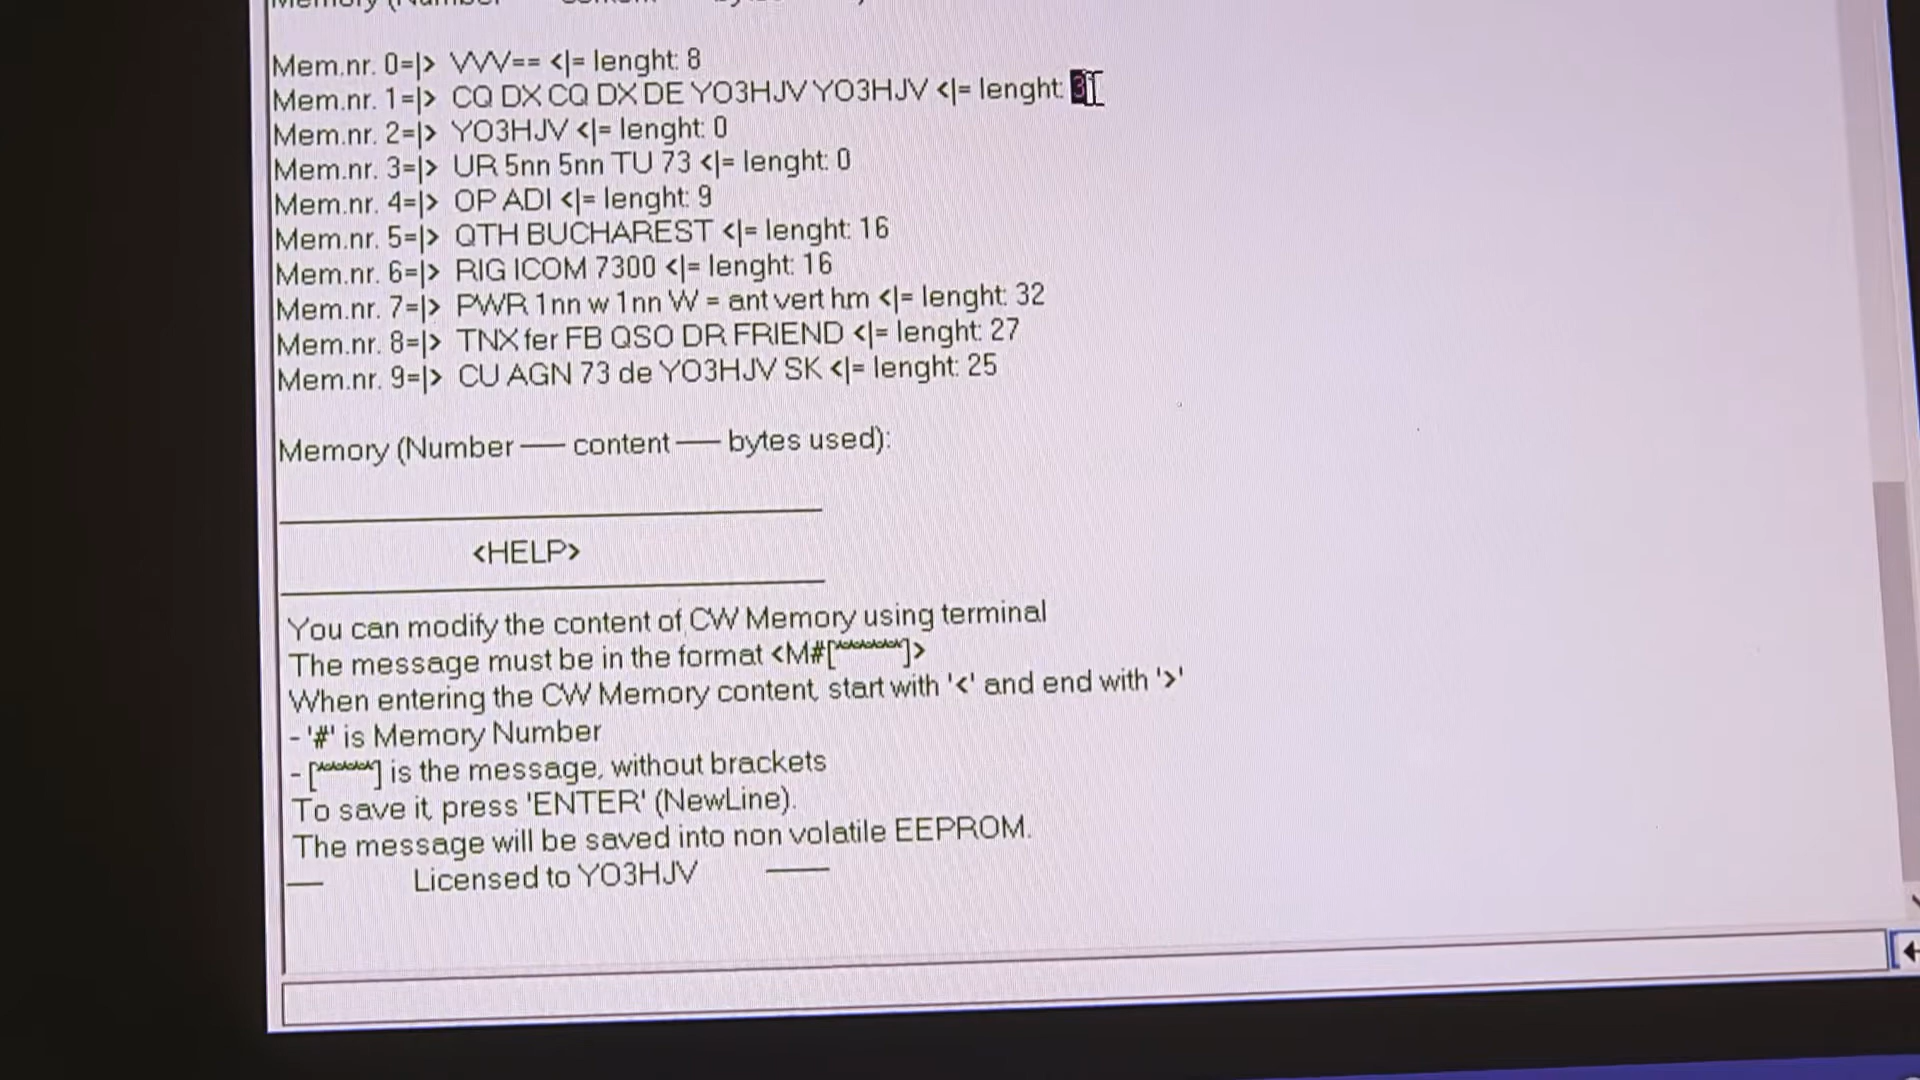 Memory (Number content bytes
Mem.nr. 0=|> VVV== <|= lenght: 8
Mem.nr. 1=|> CQ DX CQ DX DE YO3HJV YO3HJV <|= lenght:
Mem.nr. 2=|> YO3HJV <|= lenght: 0
Mem.nr. 3=|> UR 5nn 5nn TU 73 <|= lenght: 0
Mem.nr. 4=|> OP ADI <|= lenght: 9
Mem.nr. 5=|> QTH BUCHAREST <|= lenght: 16
Mem.nr. 6=|> RIG ICOM 7300 <|= lenght: 16
Mem.nr. 7=|> PWR 1nn w 1nn W = ant vert hm <|= lenght: 32
Mem.nr. 8=|> TNX fer FB QSO DR FRIEND <|= lenght: 27
Mem.nr. 9=|> CU AGN 73 de YO3HJV SK <|= lenght: 25
Memory (Number --- content --- bytes used):
<HELP>
You can modify the content of CW Memory using terminal
The message must be in the format <M#[*******]>
When entering the CW Memory content, start with '<' and end with '>'
- '#' is Memory Number
- [*******] is the message, without brackets
To save it, press 'ENTER' (NewLine).
The message will be saved into non volatile EEPROM.
Licensed to YO3HJV